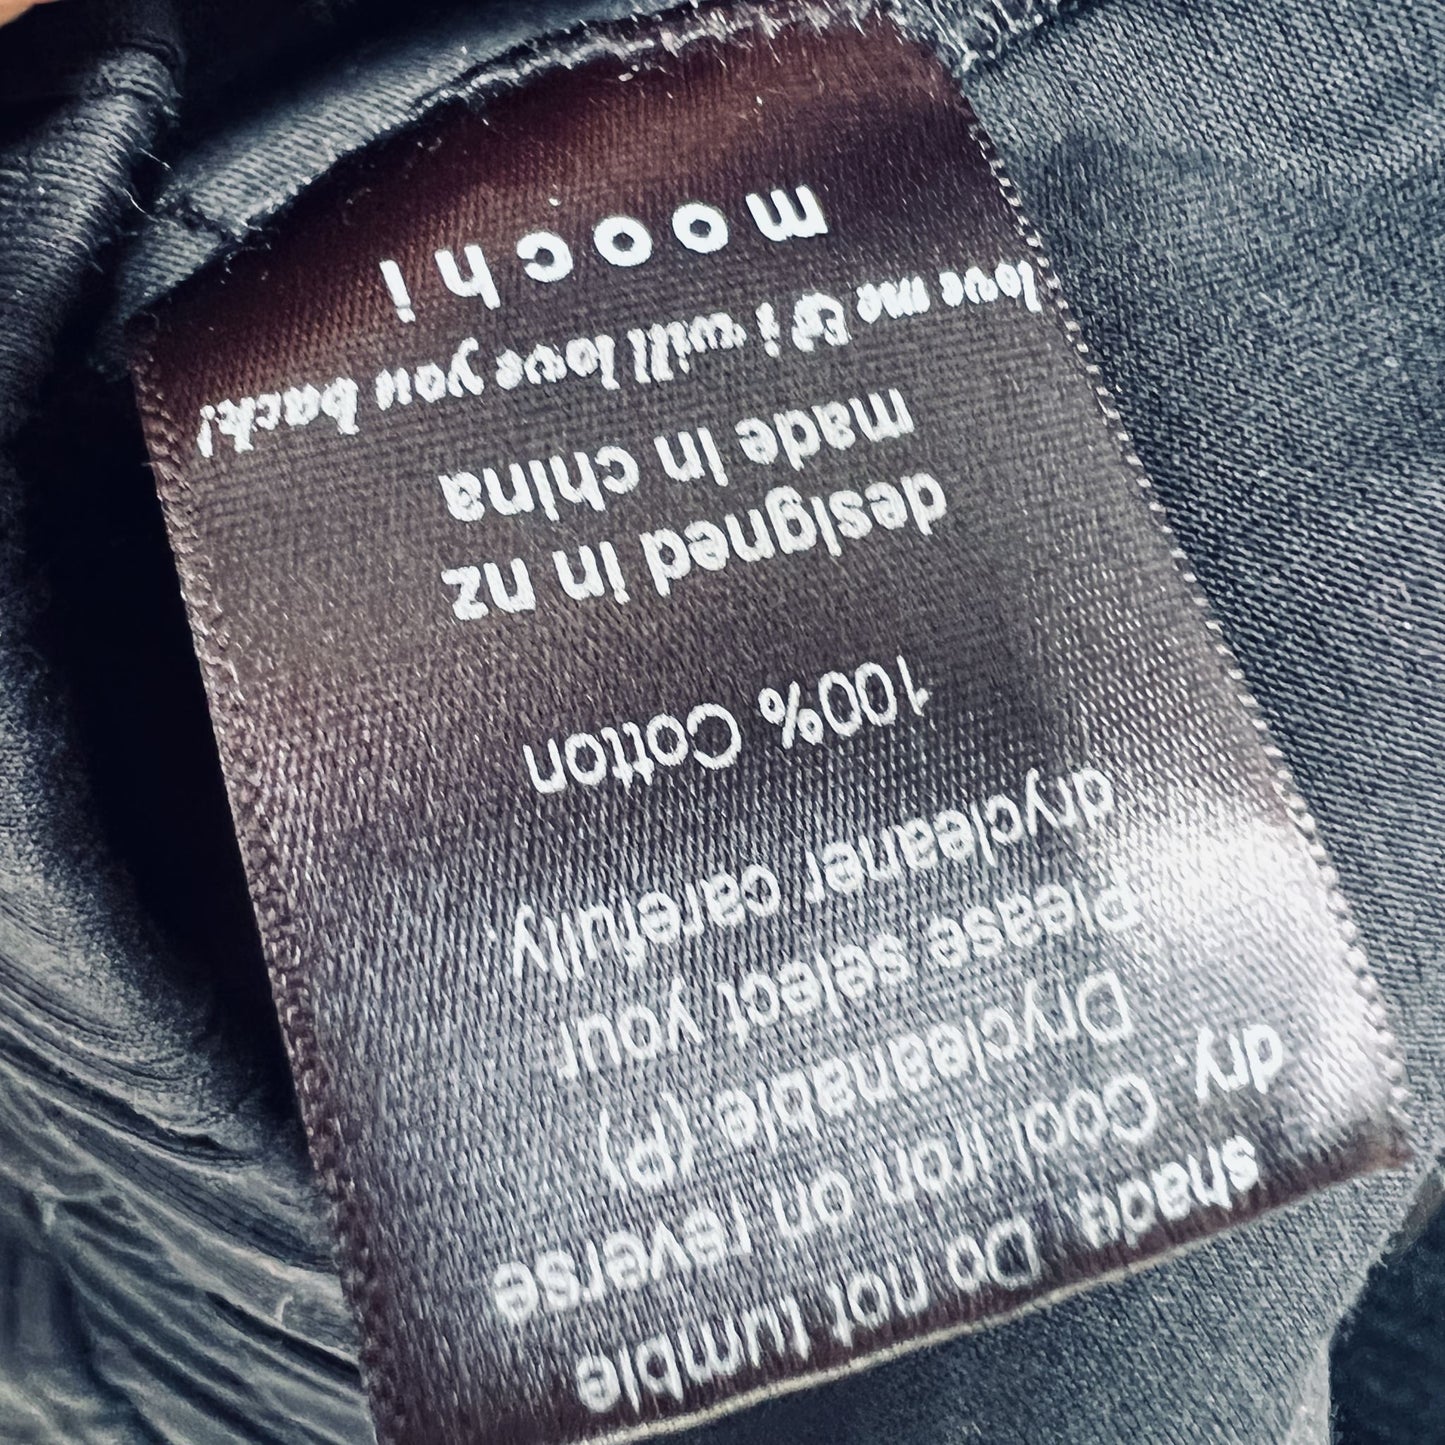 Do not tumble
dry. Cool iron on reverse
Drycleanable (P)
Please select your
drycleaner carefully.
100% Cotton
designed in nz
made in china
love me & i will love you back!
moochi